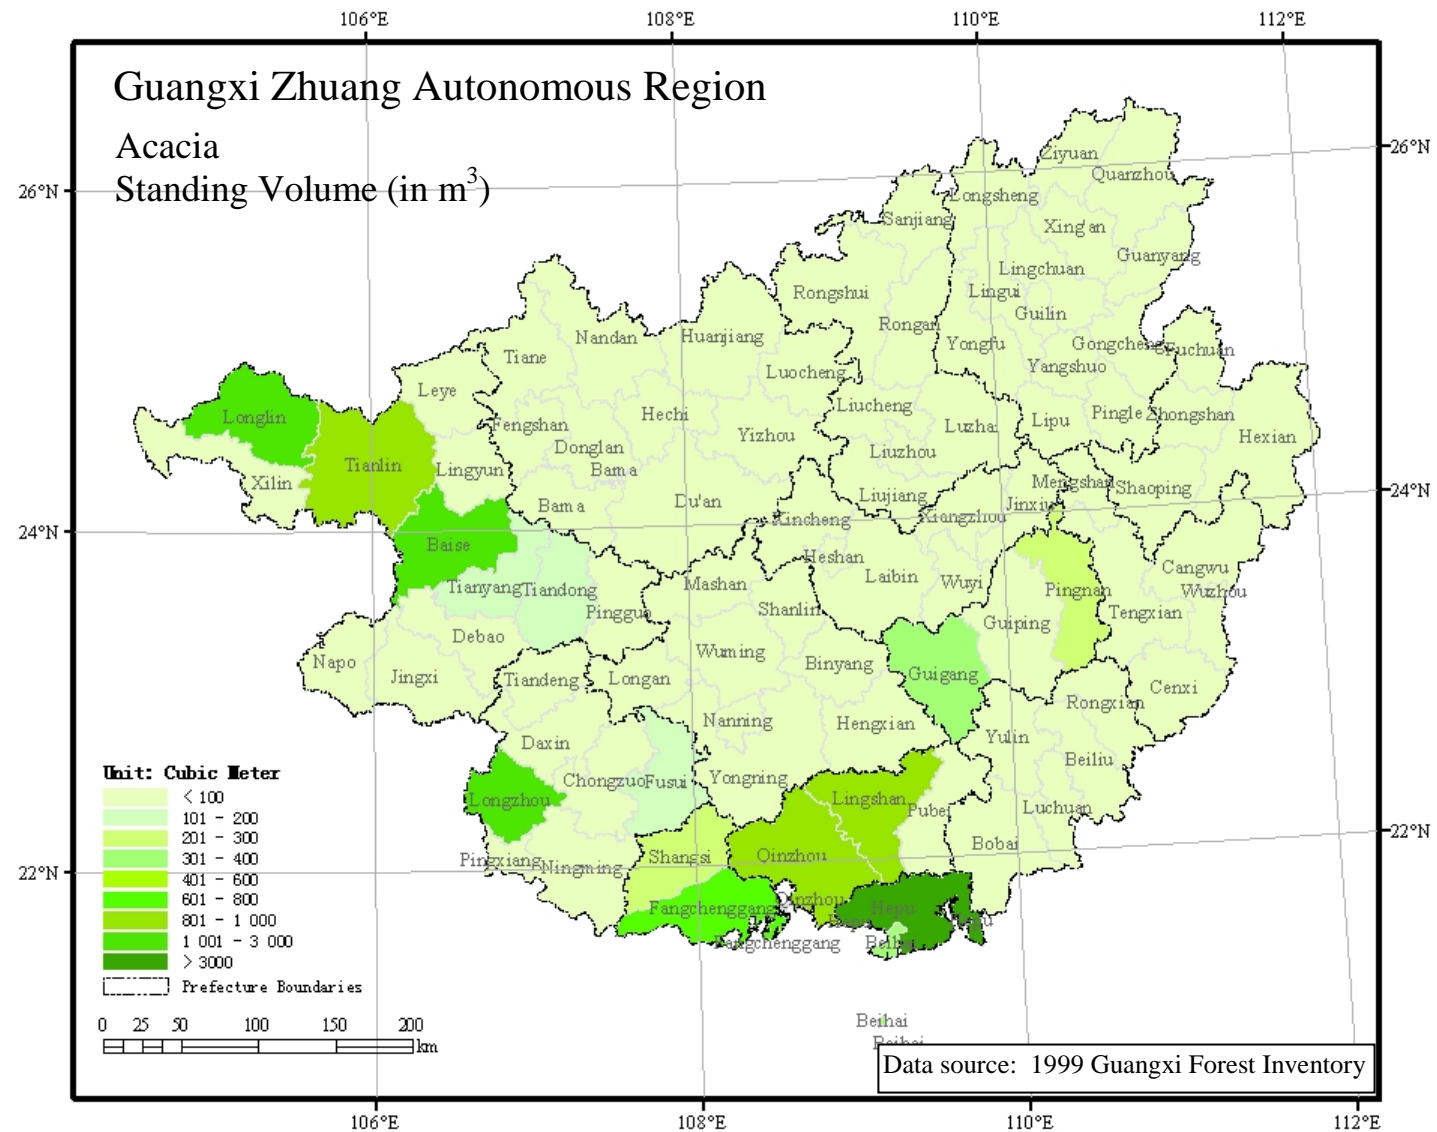 106°E 108°E 110°E 112°E
Guangxi Zhuang Autonomous Region
Acacia
Standing Volume (in m³)
26°N
26°N
Ziyuan
Quanzhou
Longsheng
Sanjiang
Xing'an
Guanyang
Lingchuan
Rongshui
Lingui
Guilin
Rongan
Nandan
Huanjiang
Yongfu
Gongcheng
Fuchuan
Tiane
Yangshuo
Luocheng
Leye
Liucheng
Hechi
Longlin
Fengshan
Luzhai
Lipu
Pingle
Zhongshan
Yizhou
Hexian
Donglan
Liuzhou
Tianlin
Lingyun
Bama
Xilin
Mengshan
Shaoping
24°N
Liujiang
Du'an
Bama
Jinxiu
Xiangzhou
Xincheng
24°N
Baise
Heshan
Cangwu
Laibin
Wuyi
Mashan
Tianyang
Tiandong
Pingnan
Wuzhou
Pingguo
Shanlin
Tengxian
Guiping
Debao
Wuming
Napo
Binyang
Jingxi
Tiandeng
Longan
Guigang
Cenxi
Rongxian
Nanning
Hengxian
Yulin
Daxin
Beiliu
Chongzuo
Fusui
Yongning
Longzhou
Lingshan
Pubei
Luchuan
22°N
Bobai
Shangsi
Qinzhou
Pingxiang
Ningming
22°N
Qinzhou
Fangchenggang
Hepu
Fangchenggang
Beihai
Beihai
Beihai
Unit: Cubic Meter
< 100
101 - 200
201 - 300
301 - 400
401 - 600
601 - 800
801 - 1 000
1 001 - 3 000
> 3000
Prefecture Boundaries
0 25 50 100 150 200
km
Data source: 1999 Guangxi Forest Inventory
106°E 108°E 110°E 112°E